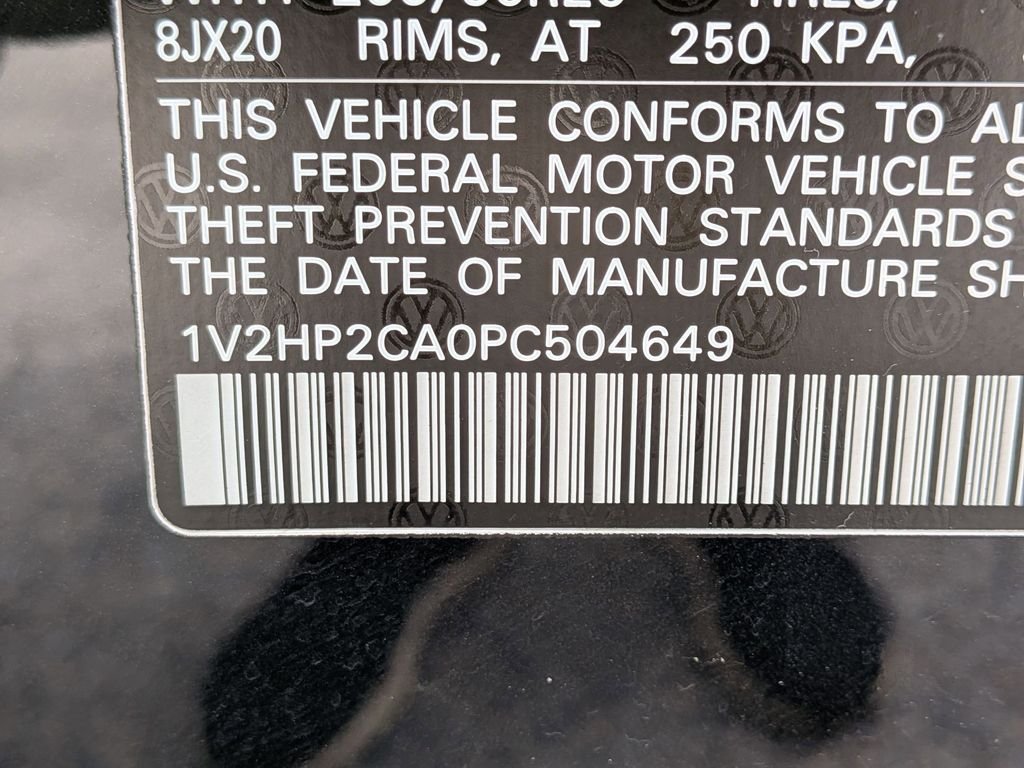 8JX20 RIMS, AT 250 KPA,
THIS VEHICLE CONFORMS TO
U.S. FEDERAL MOTOR VEHICLE
THEFT PREVENTION STANDARDS
THE DATE OF MANUFACTURE
1V2HP2CA0PC504649